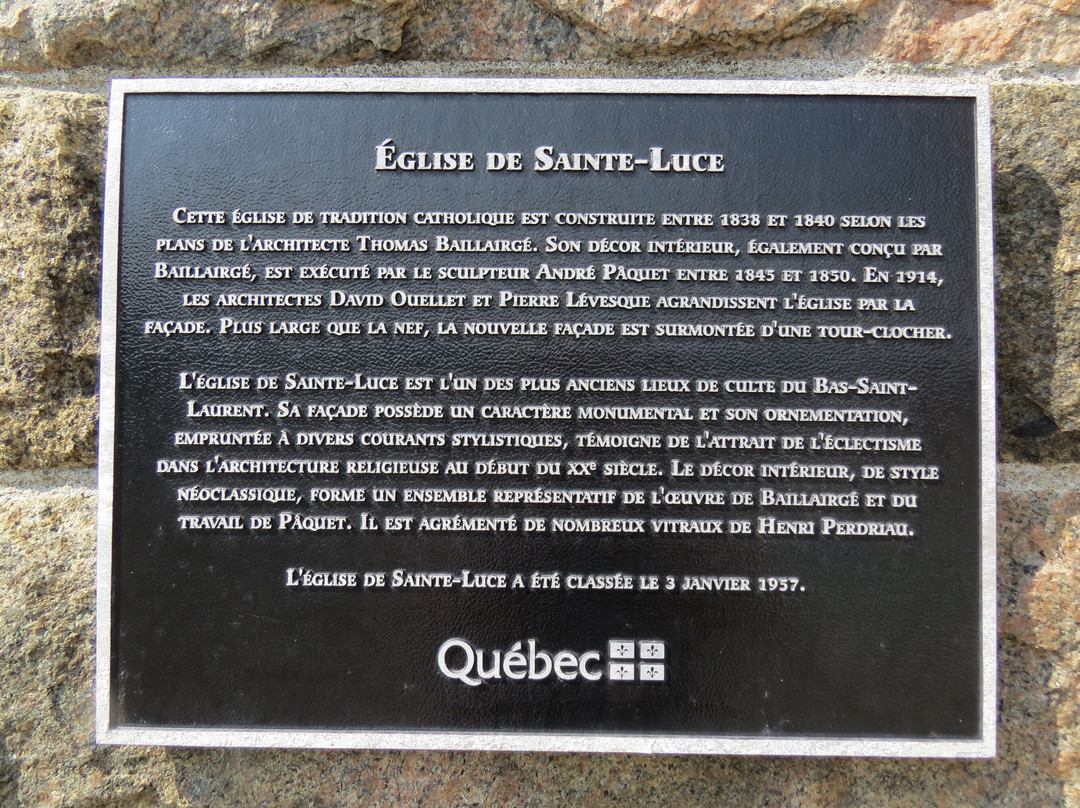 Église de Sainte-Luce
Cette église de tradition catholique est construite entre 1838 et 1840 selon les
plans de l'architecte Thomas Baillairgé. Son décor intérieur, également conçu par
Baillairgé, est exécuté par le sculpteur André Pâquet entre 1845 et 1850. En 1914,
les architectes David Ouellet et Pierre Lévesque agrandissent l'église par la
façade. Plus large que la nef, la nouvelle façade est surmontée d'une tour-clocher.
L'église de Sainte-Luce est l'un des plus anciens lieux de culte du Bas-Saint-
Laurent. Sa façade possède un caractère monumental et son ornementation,
empruntée à divers courants stylistiques, témoigne de l'attrait de l'éclectisme
dans l'architecture religieuse au début du XXe siècle. Le décor intérieur, de style
néoclassique, forme un ensemble représentatif de l'œuvre de Baillairgé et du
travail de Pâquet. Il est agrémenté de nombreux vitraux de Henri Perdriau.
L'église de Sainte-Luce a été classée le 3 janvier 1957.
Québec